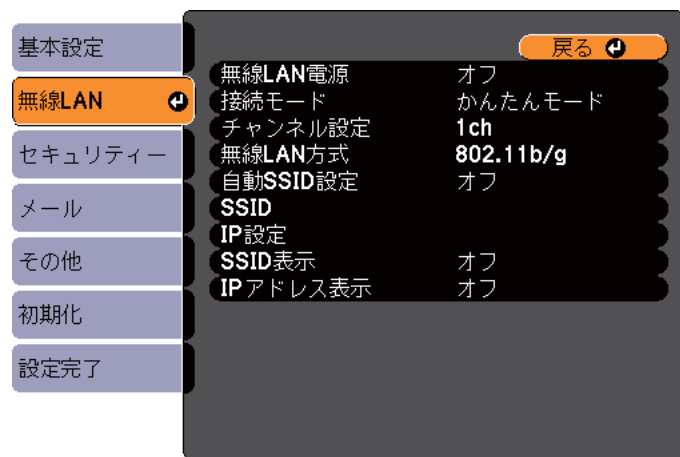 基本設定
無線LAN
セキュリティー
メール
その他
初期化
設定完了
戻る
無線LAN電源 オフ
接続モード かんたんモード
チャンネル設定 1ch
無線LAN方式 802.11b/g
自動SSID設定 オフ
SSID
IP設定
SSID表示 オフ
IPアドレス表示 オフ